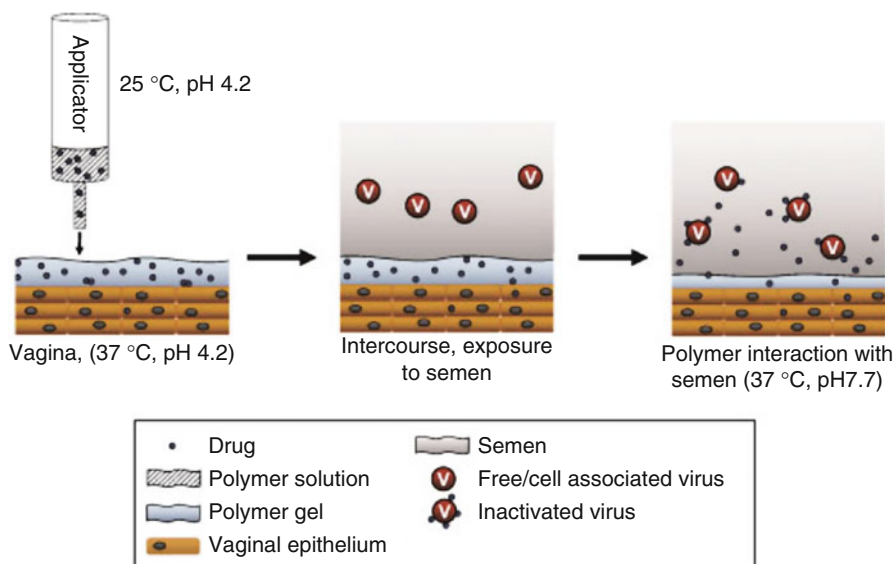 Applicator
25 °C, pH 4.2
Vagina, (37 °C, pH 4.2)
V
V
V
V
Intercourse, exposure
to semen
V
V
V
V
Polymer interaction with
semen (37 °C, pH7.7)
Drug
Polymer solution
Polymer gel
Vaginal epithelium
Semen
V
Free/cell associated virus
V
Inactivated virus